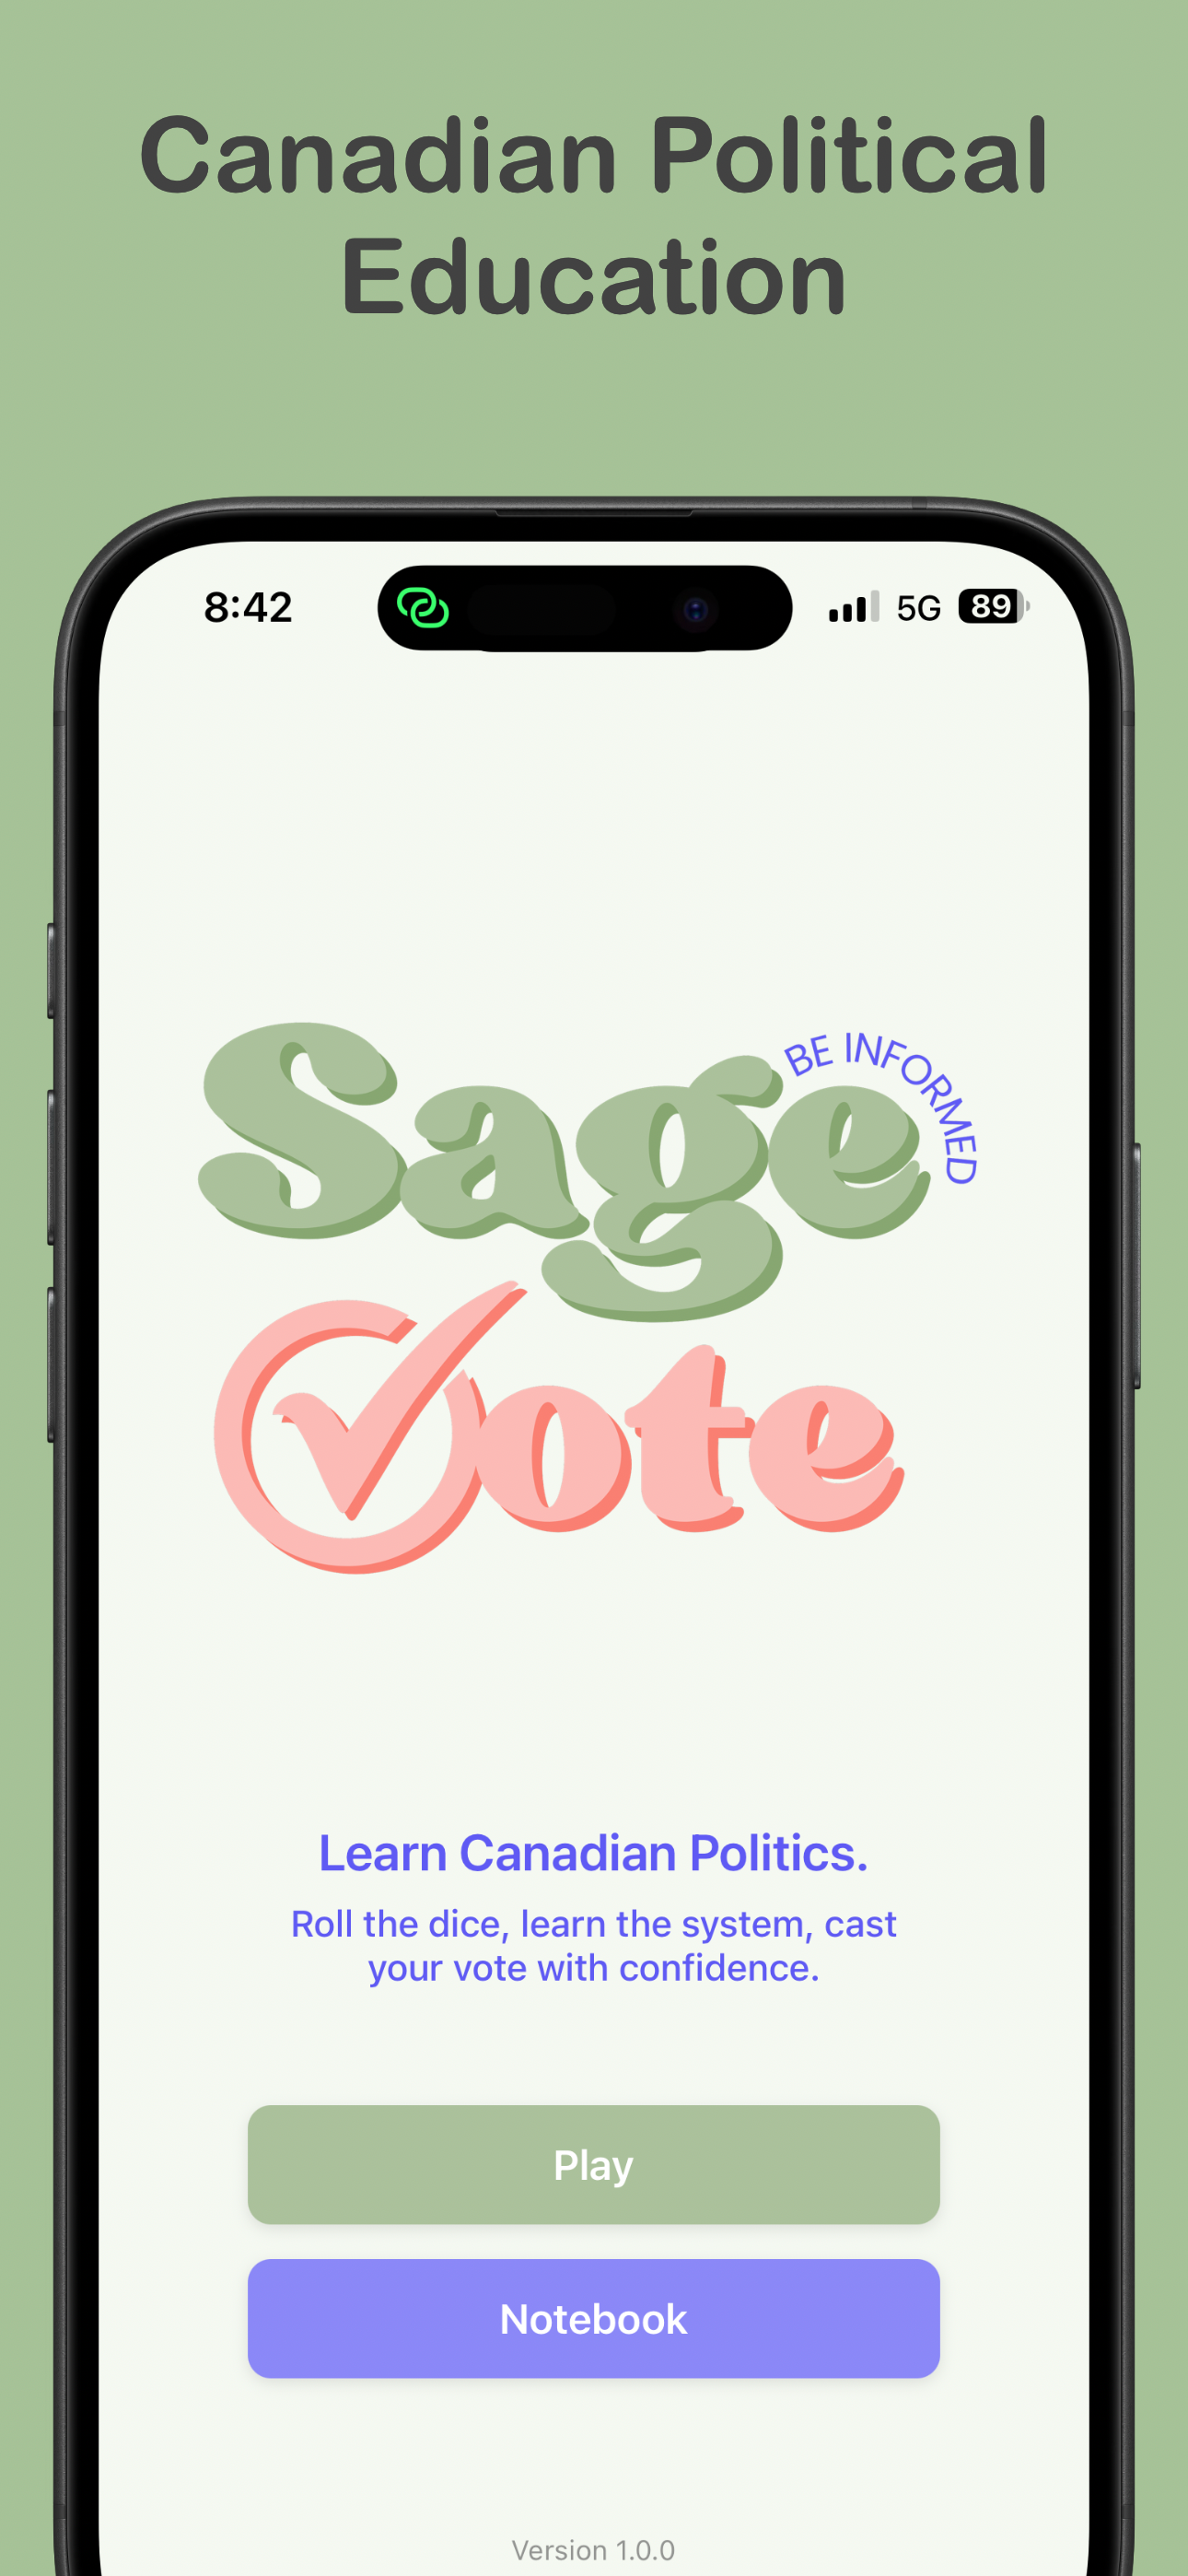 Canadian Political
Education
8:42
5G
89
Sage
BE INFORMED
Vote
Learn Canadian Politics.
Roll the dice, learn the system, cast
your vote with confidence.
Play
Notebook
Version 1.0.0